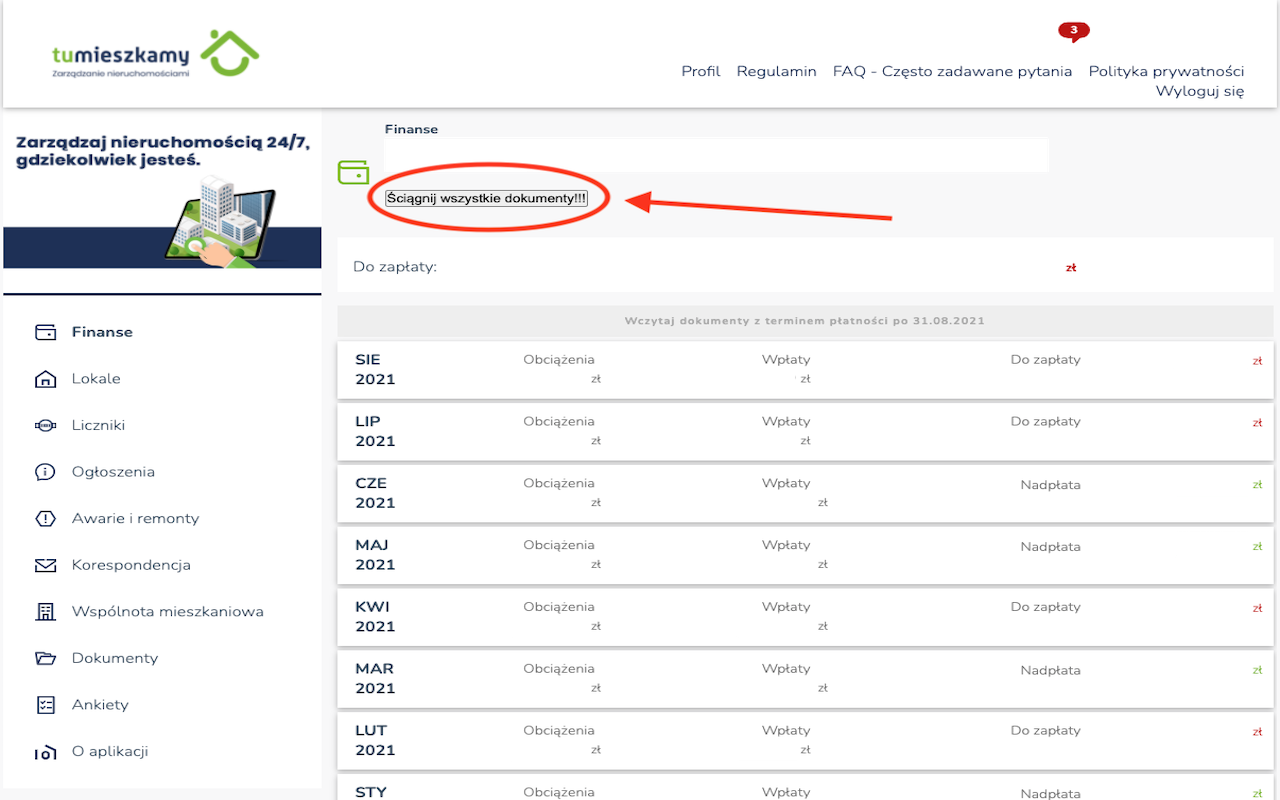 tumieszkamy
Zarządzanie nieruchomościami
3
Profil Regulamin FAQ - Często zadawane pytania Polityka prywatności
Wyloguj się
Zarządzaj nieruchomością 24/7,
gdziekolwiek jesteś.
Finanse
Lokale
Liczniki
Ogłoszenia
Awarie i remonty
Korespondencja
Wspólnota mieszkaniowa
Dokumenty
Ankiety
O aplikacji
Finanse
Ściągnij wszystkie dokumenty!!!
Do zapłaty: zł
Wczytaj dokumenty z terminem płatności po 31.08.2021
SIE Obciążenia Wpłaty Do zapłaty zł
2021 zł zł
LIP Obciążenia Wpłaty Do zapłaty zł
2021 zł zł
CZE Obciążenia Wpłaty Nadpłata zł
2021 zł zł
MAJ Obciążenia Wpłaty Nadpłata zł
2021 zł zł
KWI Obciążenia Wpłaty Do zapłaty zł
2021 zł zł
MAR Obciążenia Wpłaty Nadpłata zł
2021 zł zł
LUT Obciążenia Wpłaty Do zapłaty zł
2021 zł zł
STY Obciążenia Wpłaty Nadpłata zł